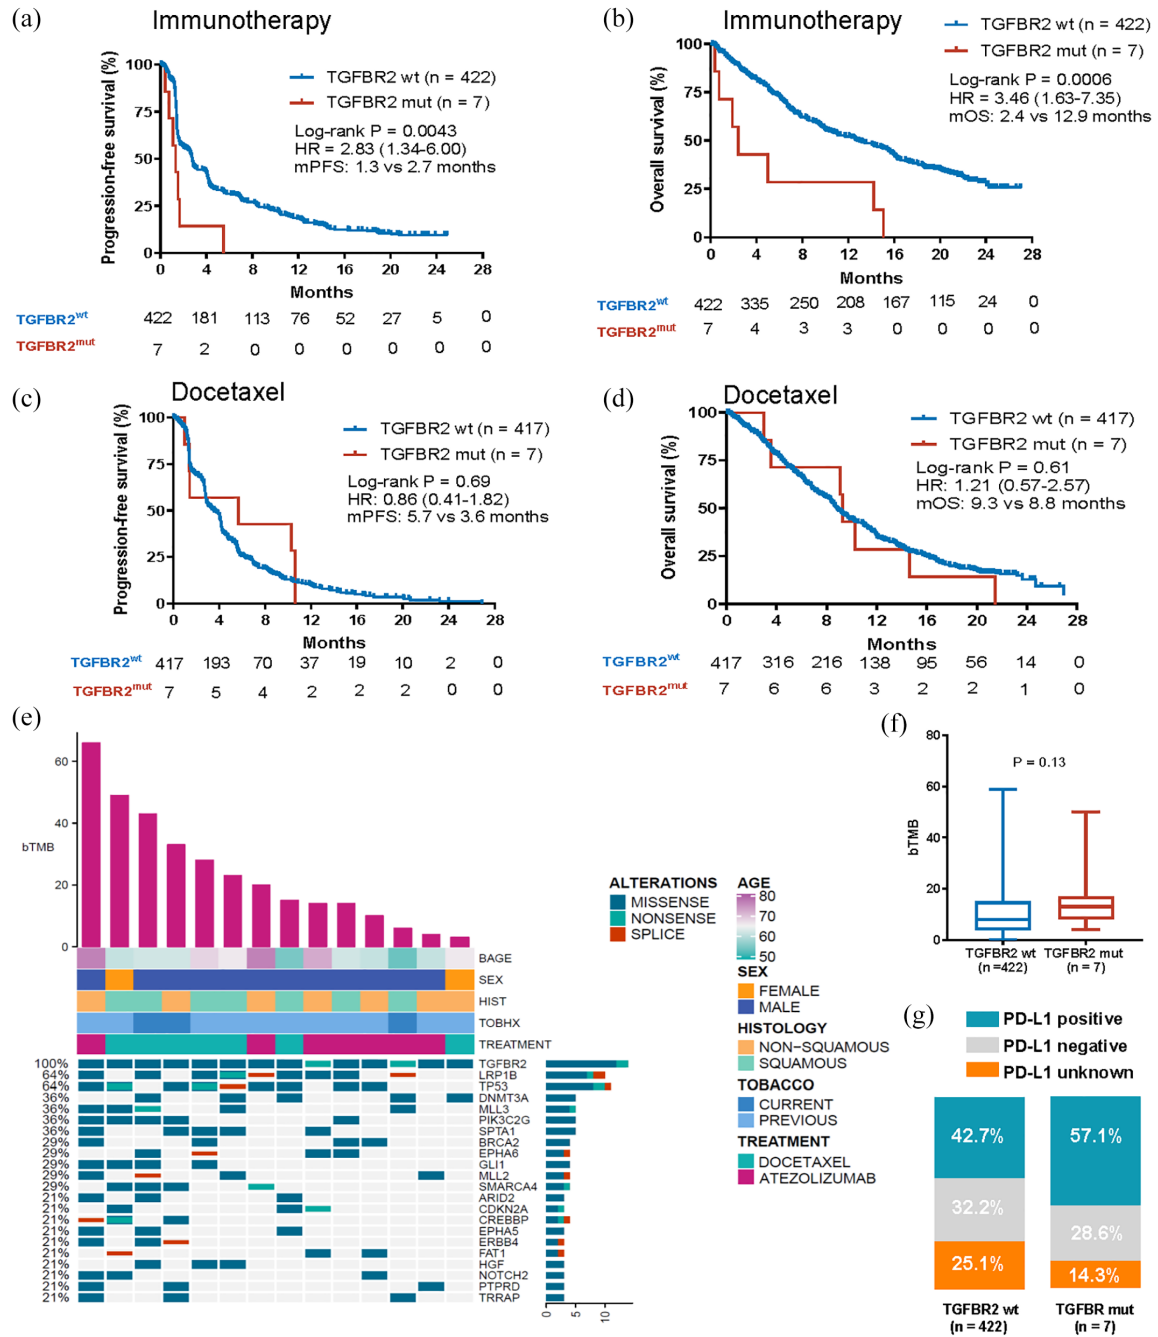 (a)
Immunotherapy
Progression-free survival (%)
100
75
50
25
0
TGFBR2 wt (n = 422)
TGFBR2 mut (n = 7)
Log-rank P = 0.0043
HR = 2.83 (1.34-6.00)
mPFS: 1.3 vs 2.7 months
0 4 8 12 16 20 24 28
Months
TGFBR2wt 422 181 113 76 52 27 5 0
TGFBR2mut 7 2 0 0 0 0 0 0
(b)
Immunotherapy
Overall survival (%)
100
75
50
25
0
TGFBR2 wt (n = 422)
TGFBR2 mut (n = 7)
Log-rank P = 0.0006
HR = 3.46 (1.63-7.35)
mOS: 2.4 vs 12.9 months
0 4 8 12 16 20 24 28
Months
TGFBR2wt 422 335 250 208 167 115 24 0
TGFBR2mut 7 4 3 3 0 0 0 0
(c)
Docetaxel
Progression-free survival (%)
100
75
50
25
0
TGFBR2 wt (n = 417)
TGFBR2 mut (n = 7)
Log-rank P = 0.69
HR: 0.86 (0.41-1.82)
mPFS: 5.7 vs 3.6 months
0 4 8 12 16 20 24 28
Months
TGFBR2wt 417 193 70 37 19 10 2 0
TGFBR2mut 7 5 4 2 2 2 0 0
(d)
Docetaxel
Overall survival (%)
100
75
50
25
0
TGFBR2 wt (n = 417)
TGFBR2 mut (n = 7)
Log-rank P = 0.61
HR: 1.21 (0.57-2.57)
mOS: 9.3 vs 8.8 months
0 4 8 12 16 20 24 28
Months
TGFBR2wt 417 316 216 138 95 56 14 0
TGFBR2mut 7 6 6 3 2 2 1 0
(e)
bTMB
60
40
20
0
BAGE
SEX
HIST
TOBHX
TREATMENT
100% TGFBR2
64% LRP1B
64% TP53
36% DNMT3A
36% MLL3
36% PIK3C2G
36% SPTA1
29% BRCA2
29% EPHA6
29% GLI1
29% MLL2
29% SMARCA4
21% ARID2
21% CDKN2A
21% CREBBP
21% EPHA5
21% ERBB4
21% FAT1
21% HGF
21% NOTCH2
21% PTPRD
21% TRRAP
0 5 10
ALTERATIONS
MISSENSE
NONSENSE
SPLICE
AGE
80
70
60
50
SEX
FEMALE
MALE
HISTOLOGY
NON-SQUAMOUS
SQUAMOUS
TOBACCO
CURRENT
PREVIOUS
TREATMENT
DOCETAXEL
ATEZOLIZUMAB
(f)
bTMB
80
60
40
20
0
P = 0.13
TGFBR2 wt
(n =422)
TGFBR2 mut
(n = 7)
(g)
PD-L1 positive
PD-L1 negative
PD-L1 unknown
42.7% 57.1%
32.2% 28.6%
25.1% 14.3%
TGFBR2 wt
(n = 422)
TGFBR mut
(n = 7)